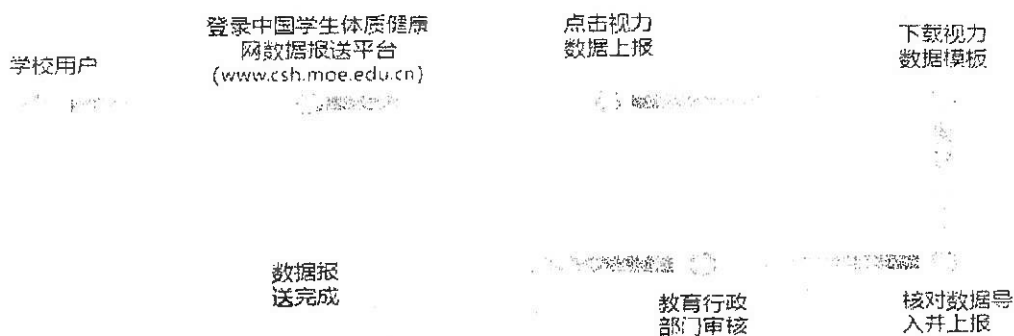 学校用户
登录中国学生体质健康
网数据报送平台
(www.csh.moe.edu.cn)
点击视力
数据上报
下载视力
数据模板
核对数据导
入并上报
教育行政
部门审核
数据报
送完成